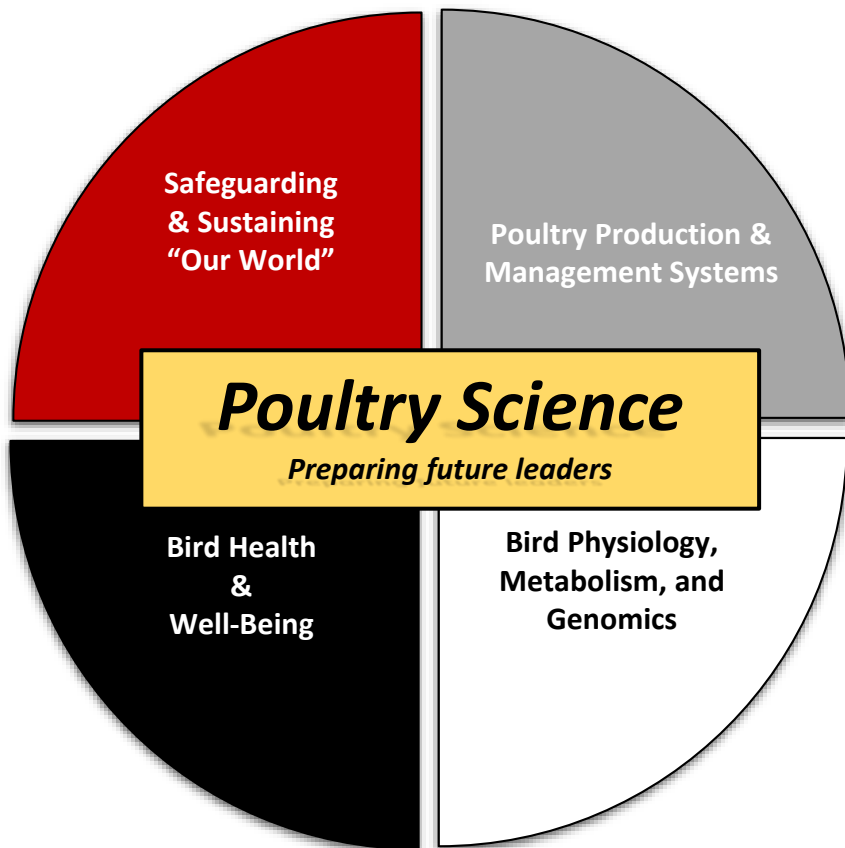 Safeguarding
& Sustaining
“Our World”
Poultry Production &
Management Systems
Poultry Science
Preparing future leaders
Bird Health
&
Well-Being
Bird Physiology,
Metabolism, and
Genomics